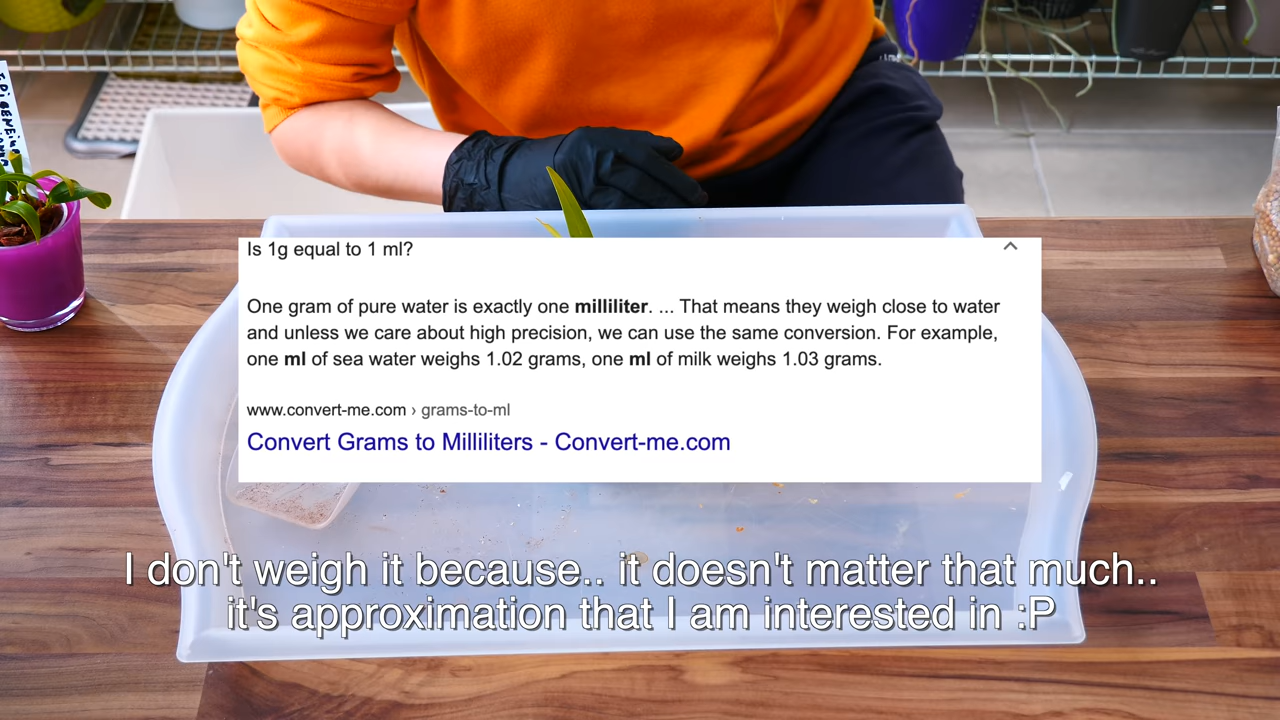 Is 1g equal to 1 ml?
One gram of pure water is exactly one milliliter. ... That means they weigh close to water
and unless we care about high precision, we can use the same conversion. For example,
one ml of sea water weighs 1.02 grams, one ml of milk weighs 1.03 grams.
www.convert-me.com › grams-to-ml
Convert Grams to Milliliters - Convert-me.com
I don't weigh it because.. it doesn't matter that much..
it's approximation that I am interested in :P